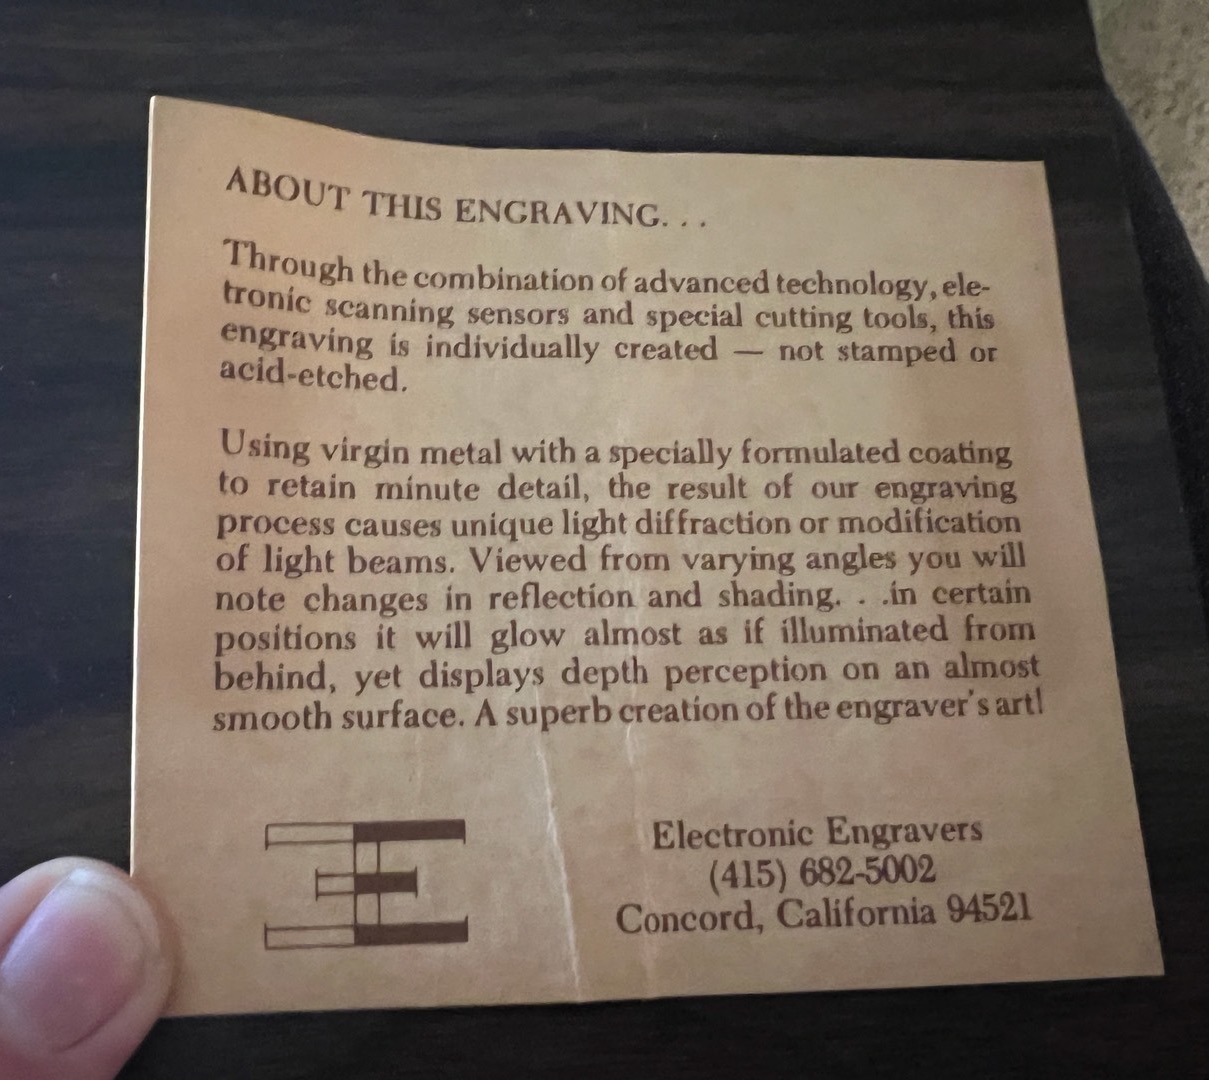 ABOUT THIS ENGRAVING. . .
Through the combination of advanced technology, ele-
tronic scanning sensors and special cutting tools, this
engraving is individually created — not stamped or
acid-etched.
Using virgin metal with a specially formulated coating
to retain minute detail, the result of our engraving
process causes unique light diffraction or modification
of light beams. Viewed from varying angles you will
note changes in reflection and shading. . .in certain
positions it will glow almost as if illuminated from
behind, yet displays depth perception on an almost
smooth surface. A superb creation of the engraver's art!
Electronic Engravers
(415) 682-5002
Concord, California 94521